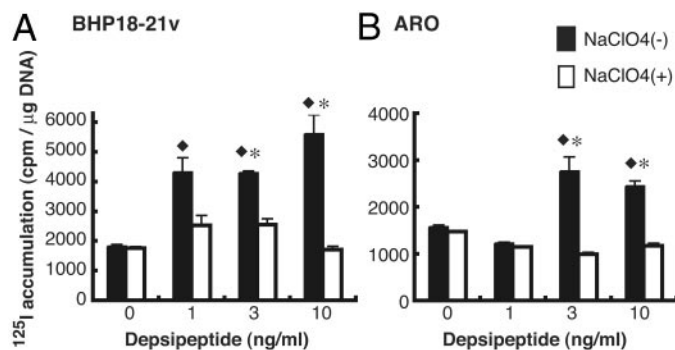 A BHP18-21v
B ARO
NaClO4(-)
NaClO4(+)
125I accumulation (cpm / µg DNA)
6000
5000
4000
3000
2000
1000
0
◆
◆*
◆*
0 1 3 10
Depsipeptide (ng/ml)
4000
3000
2000
1000
0
◆*
◆*
0 1 3 10
Depsipeptide (ng/ml)